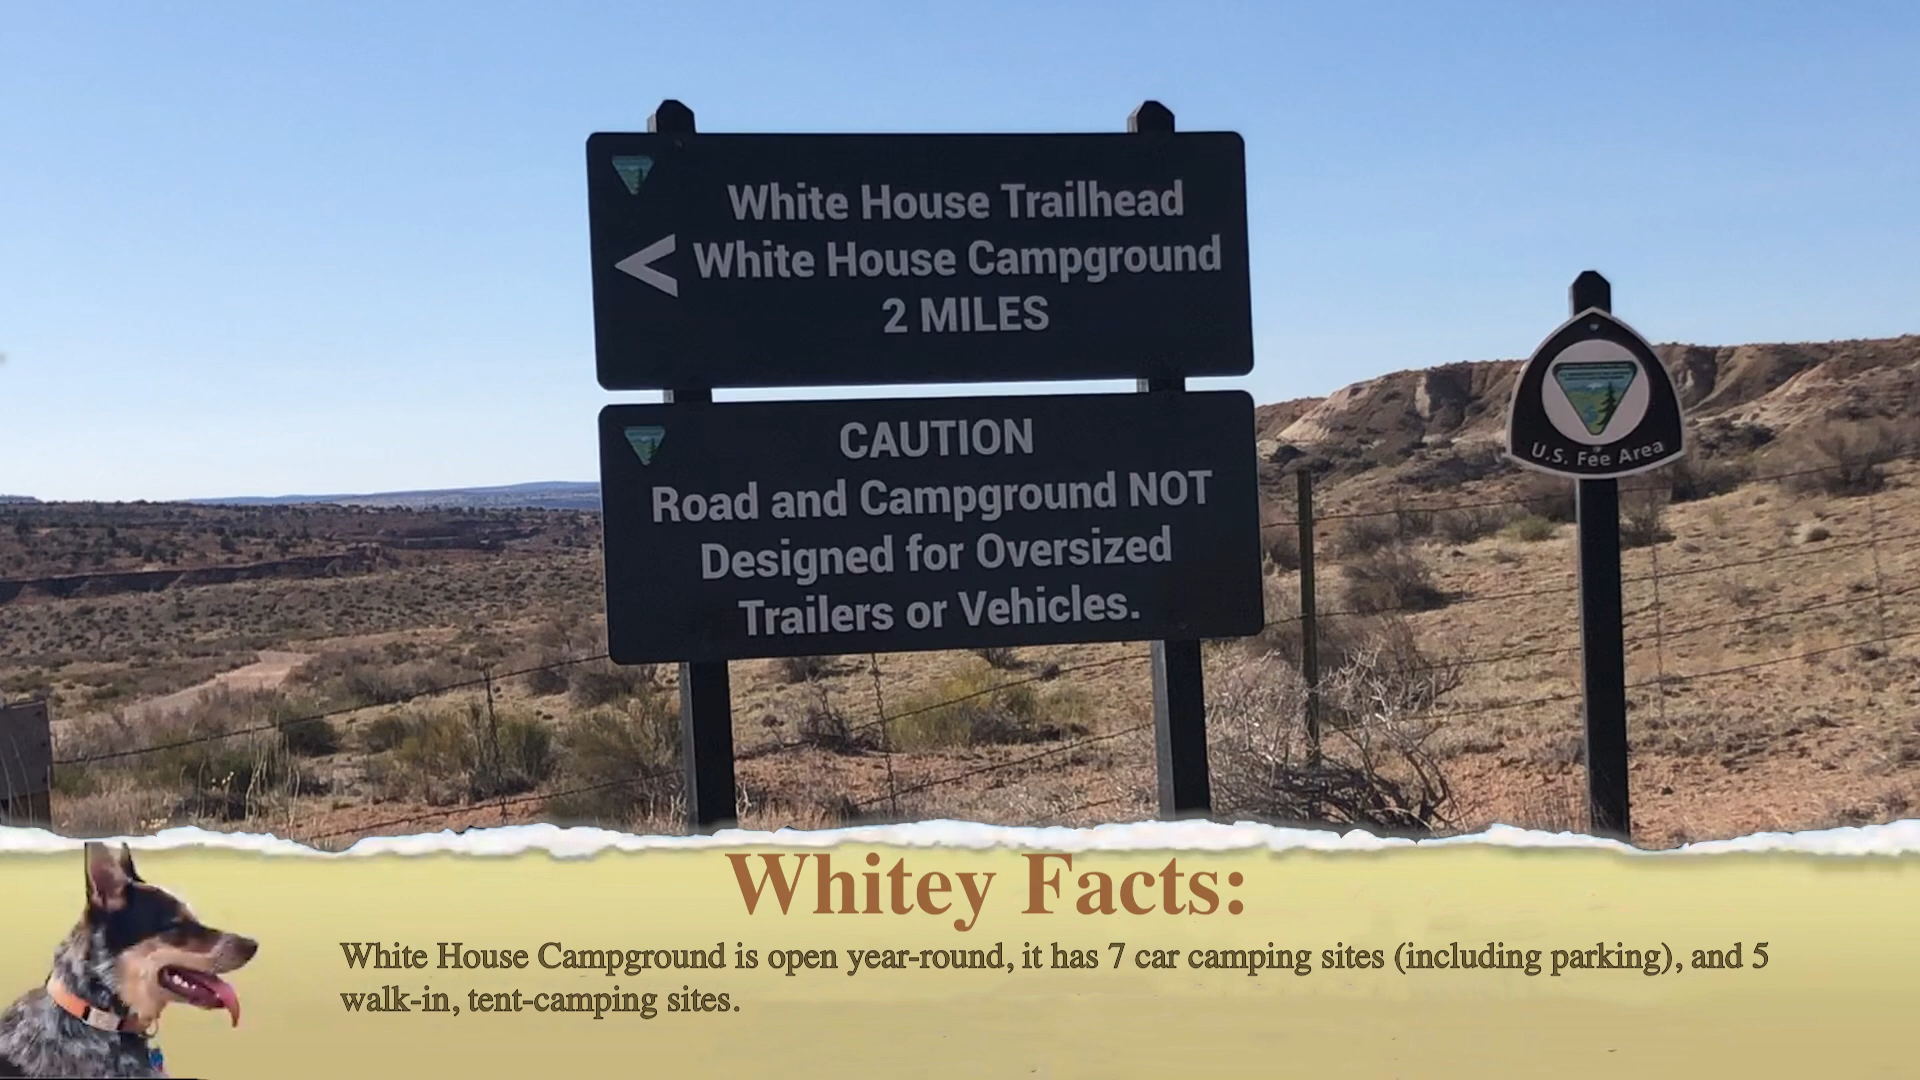 White House Trailhead
< White House Campground
2 MILES
CAUTION
Road and Campground NOT
Designed for Oversized
Trailers or Vehicles.
U.S. Fee Area
Whitey Facts:
White House Campground is open year-round, it has 7 car camping sites (including parking), and 5
walk-in, tent-camping sites.